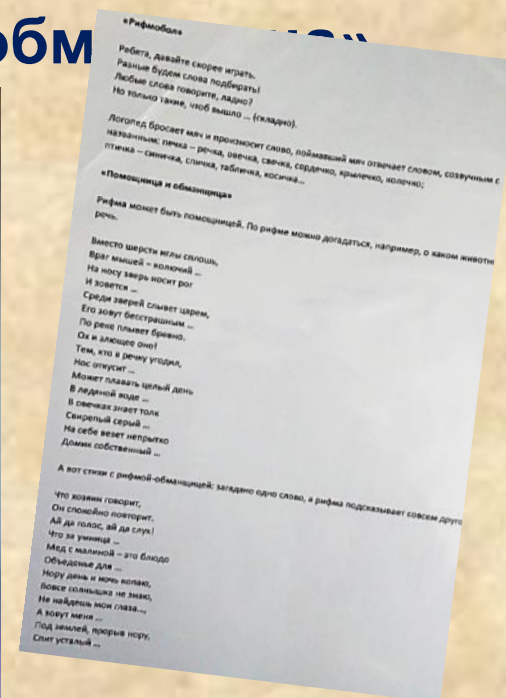 обм
«Рифмобол»
Ребята, давайте скорее играть.
Разные будем слова подбирать!
Любые слова говорите, ладно?
Но только такие, чтоб вышло ... (складно).
Логопед бросает мяч и произносит слово, поймавший мяч отвечает словом, созвучным с
названным: печка – речка, овечка, свечка, сердечко, крылечко, колечко;
птичка – синичка, спичка, табличка, косичка...
«Помощница и обманщица»
Рифма может быть помощницей. По рифме можно догадаться, например, о каком животн
речь.
Вместо шерсти иглы сплошь,
Враг мышей – колючий ...
На носу зверь носит рог
И зовется ...
Среди зверей слывет царем,
Его зовут бесстрашным ...
По реке плывет бревно.
Ох и злющее оно!
Тем, кто в речку угодил,
Нос откусит ...
Может плавать целый день
В ледяной воде ...
В овечках знает толк
Свирепый серый ...
На себе везет непрытко
Домик собственный ...
А вот стихи с рифмой-обманщицей: загадано одно слово, а рифма подсказывает совсем друго
Что хозяин говорит,
Он спокойно повторит.
Ай да голос, ай да слух!
Что за умница ...
Мед с малиной – это блюдо
Объеденье для ...
Нору день и ночь копаю,
Вовсе солнышка не знаю,
Не найдешь мои глаза...,
А зовут меня ...
Под землей, прорыв нору,
Спит усталый ...